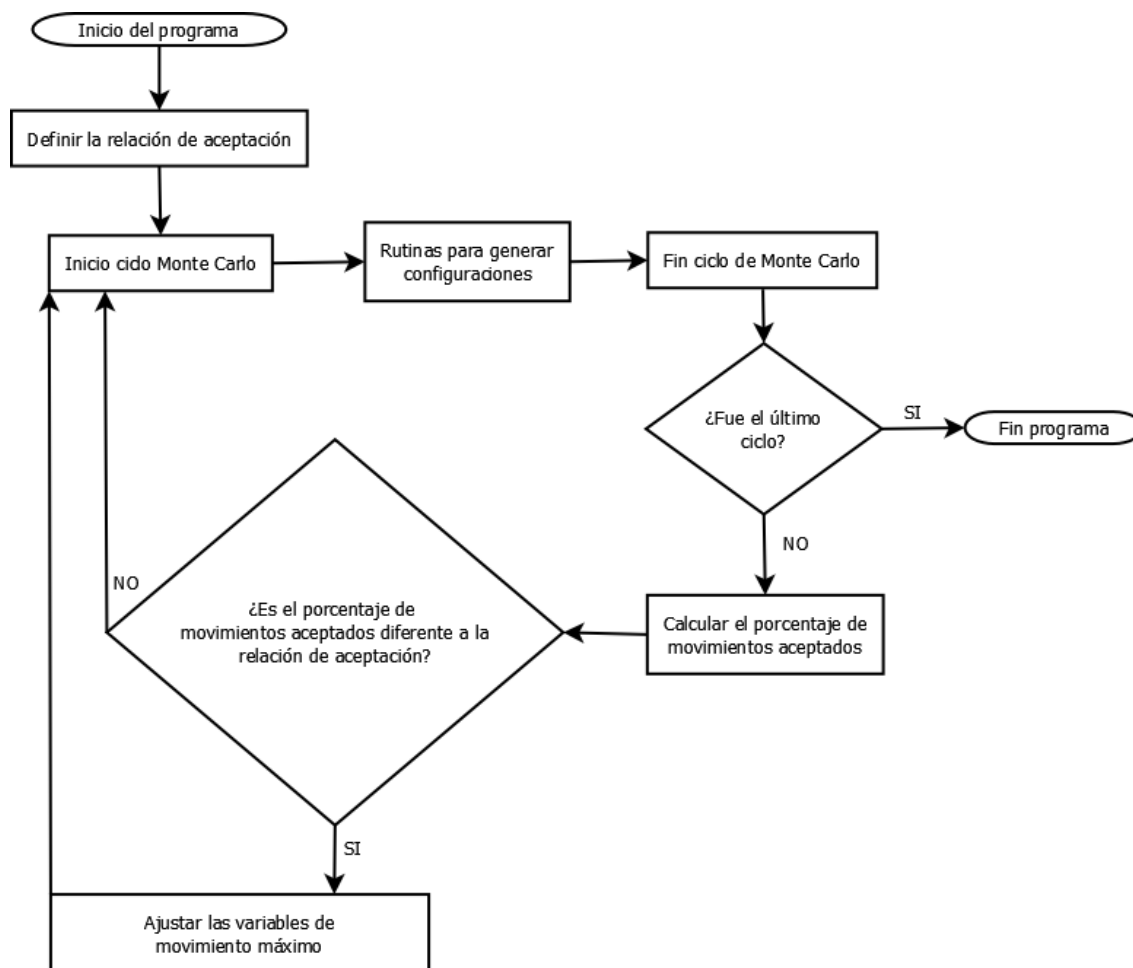 Inicio del programa
Definir la relación de aceptación
Inicio cido Monte Carlo
Rutinas para generar
configuraciones
Fin ciclo de Monte Carlo
¿Fue el último
ciclo?
SI
Fin programa
NO
Calcular el porcentaje de
movimientos aceptados
¿Es el porcentaje de
movimientos aceptados diferente a la
relación de aceptación?
NO
SI
Ajustar las variables de
movimiento máximo